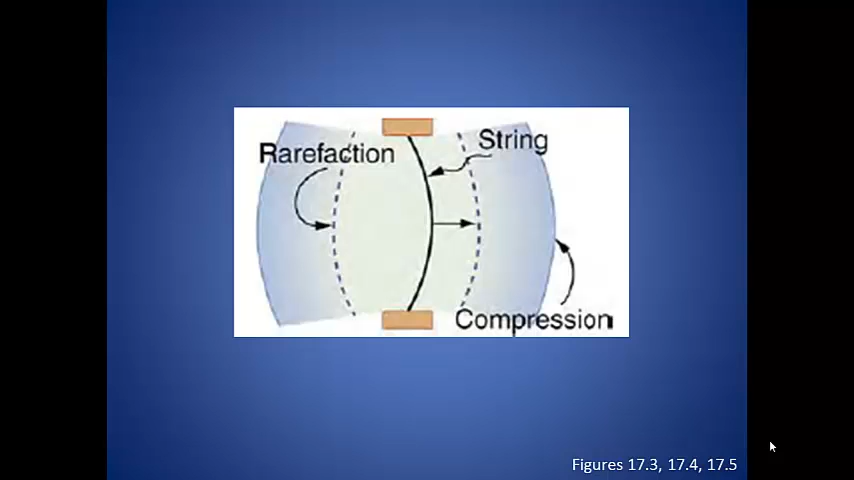 String
Rarefaction
Compression
Figures 17.3, 17.4, 17.5